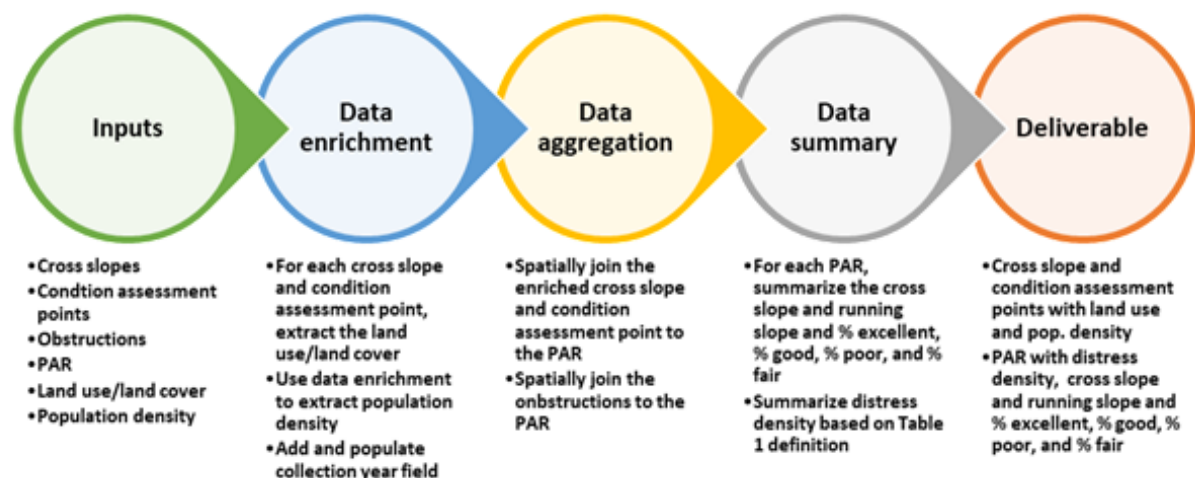 Inputs
Data
enrichment
Data
aggregation
Data
summary
Deliverable
•Cross slopes
•Condtion assessment
points
•Obstructions
•PAR
•Land use/land cover
•Population density
•For each cross slope
and condition
assessment point,
extract the land
use/land cover
•Use data enrichment
to extract population
density
•Add and populate
collection year field
•Spatially join the
enriched cross slope
and condition
assessment point to
the PAR
•Spatially join the
onbstructions to the
PAR
•For each PAR,
summarize the cross
slope and running
slope and % excellent,
% good, % poor, and %
fair
•Summarize distress
density based on Table
1 definition
•Cross slope and
condition assessment
points with land use
and pop. density
•PAR with distress
density, cross slope
and running slope and
% excellent, % good, %
poor, and % fair